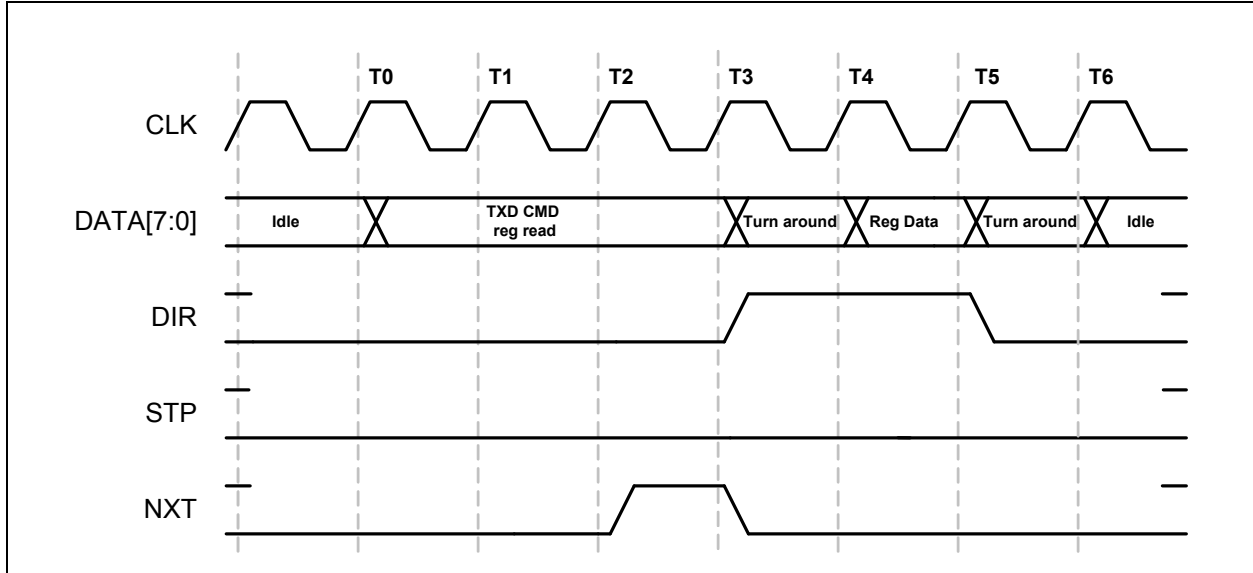 T0 T1 T2 T3 T4 T5 T6
CLK
DATA[7:0]
Idle
TXD CMD
reg read
Turn around
Reg Data
Turn around
Idle
DIR
STP
NXT